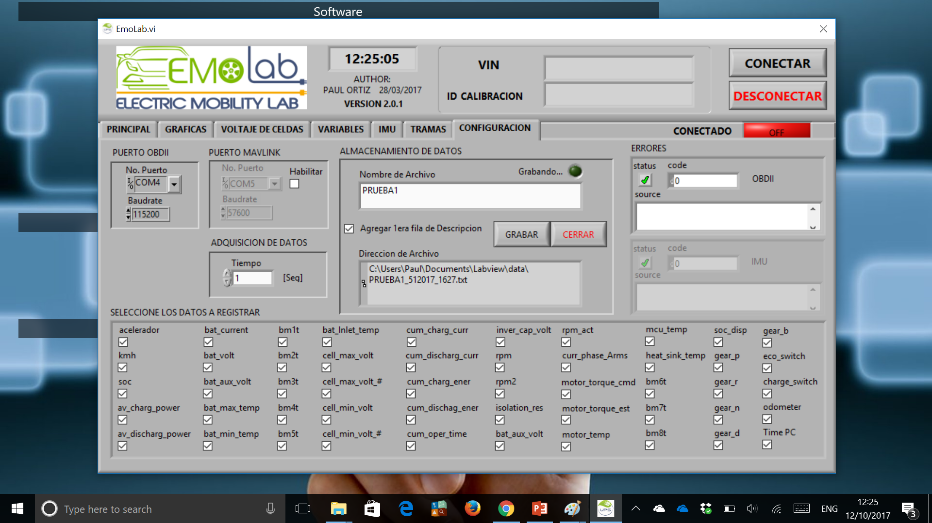 Software
EmoLab.vi
EMOLab.
ELECTRIC MOBILITY LAB
12:25:05
AUTHOR:
PAUL ORTIZ 28/03/2017
VERSION 2.0.1
VIN
ID CALIBRACION
CONECTAR
DESCONECTAR
PRINCIPAL GRAFICAS VOLTAJE DE CELDAS VARIABLES IMU TRAMAS CONFIGURACION
CONECTADO OFF
PUERTO OBDII
No. Puerto
COM4
Baudrate
115200
PUERTO MAVLINK
No. Puerto
COM5
Habilitar
Baudrate
57600
ADQUISICION DE DATOS
Tiempo
1 [Seq]
ALMACENAMIENTO DE DATOS
Nombre de Archivo
Grabando...
PRUEBA1
Agregar 1era fila de Descripcion
GRABAR
CERRAR
Direccion de Archivo
C:\Users\Paul\Documents\Labview\data\
PRUEBA1_512017_1627.txt
ERRORES
status code
0
OBDII
source
status code
0
IMU
source
SELECCIONE LOS DATOS A REGISTRAR
acelerador bat_current bm1t bat_Inlet_temp cum_charg_curr inver_cap_volt rpm_act mcu_temp soc_disp gear_b
kmh bat_volt bm2t cell_max_volt cum_discharg_curr rpm curr_phase_Arms heat_sink_temp gear_p eco_switch
soc bat_aux_volt bm3t cell_max_volt_# cum_charg_ener rpm2 motor_torque_cmd bm6t gear_r charge_switch
av_charg_power bat_max_temp bm4t cell_min_volt cum_dischag_ener isolation_res motor_torque_est bm7t gear_n odometer
av_discharg_power bat_min_temp bm5t cell_min_volt_# cum_oper_time bat_aux_volt motor_temp bm8t gear_d Time PC
Type here to search
ENG
12:25
12/10/2017
3